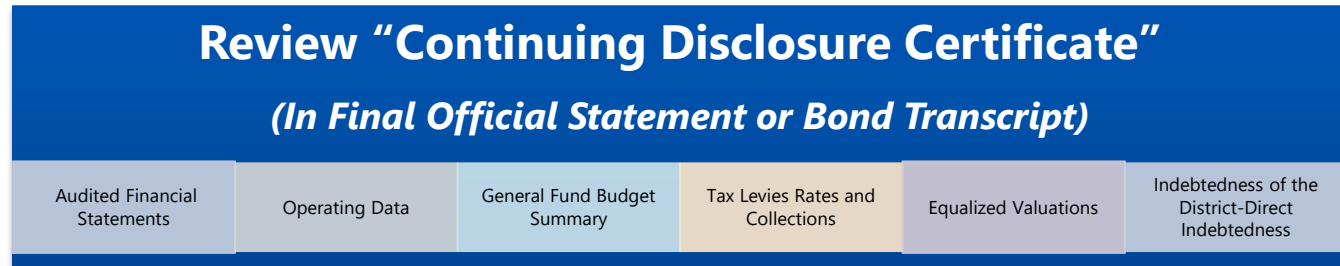 Review “Continuing Disclosure Certificate”
(In Final Official Statement or Bond Transcript)
Audited Financial
Statements
Operating Data
General Fund Budget
Summary
Tax Levies Rates and
Collections
Equalized Valuations
Indebtedness of the
District-Direct
Indebtedness